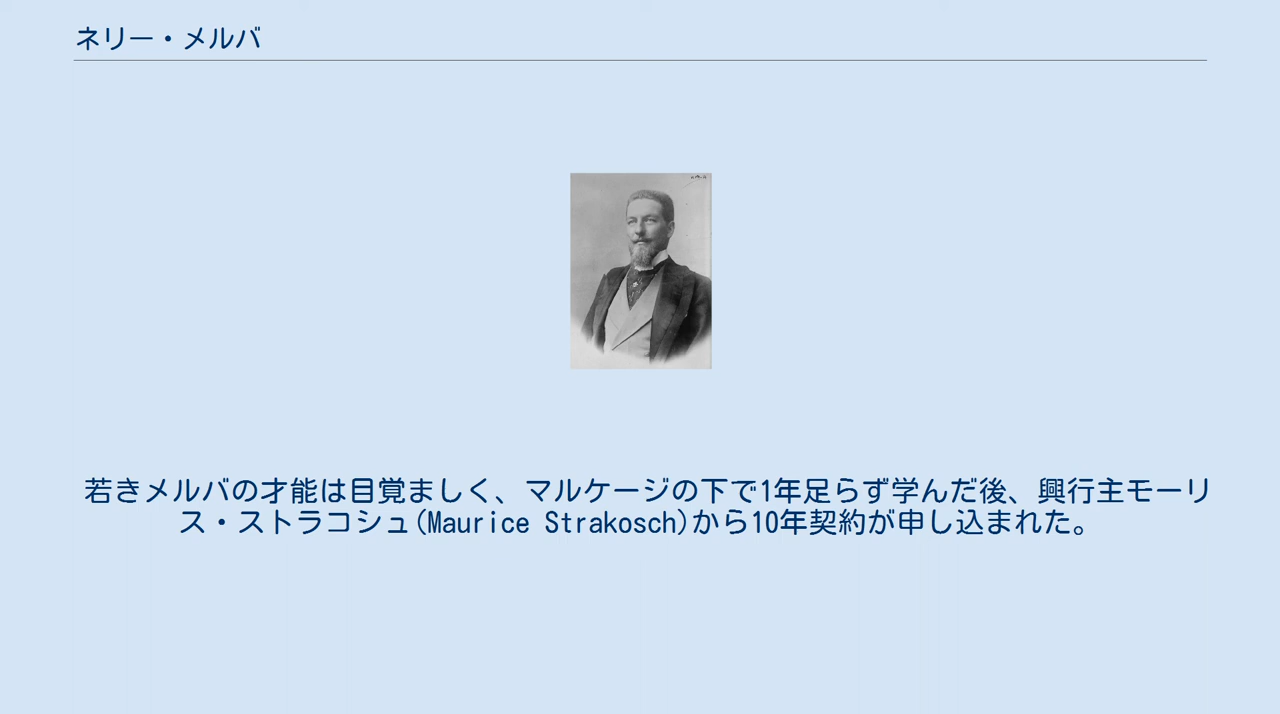 ネリー・メルバ
若きメルバの才能は目覚ましく、マルケージの下で1年足らず学んだ後、興行主モーリ
ス・ストラコシュ(Maurice Strakosch)から10年契約が申し込まれた。